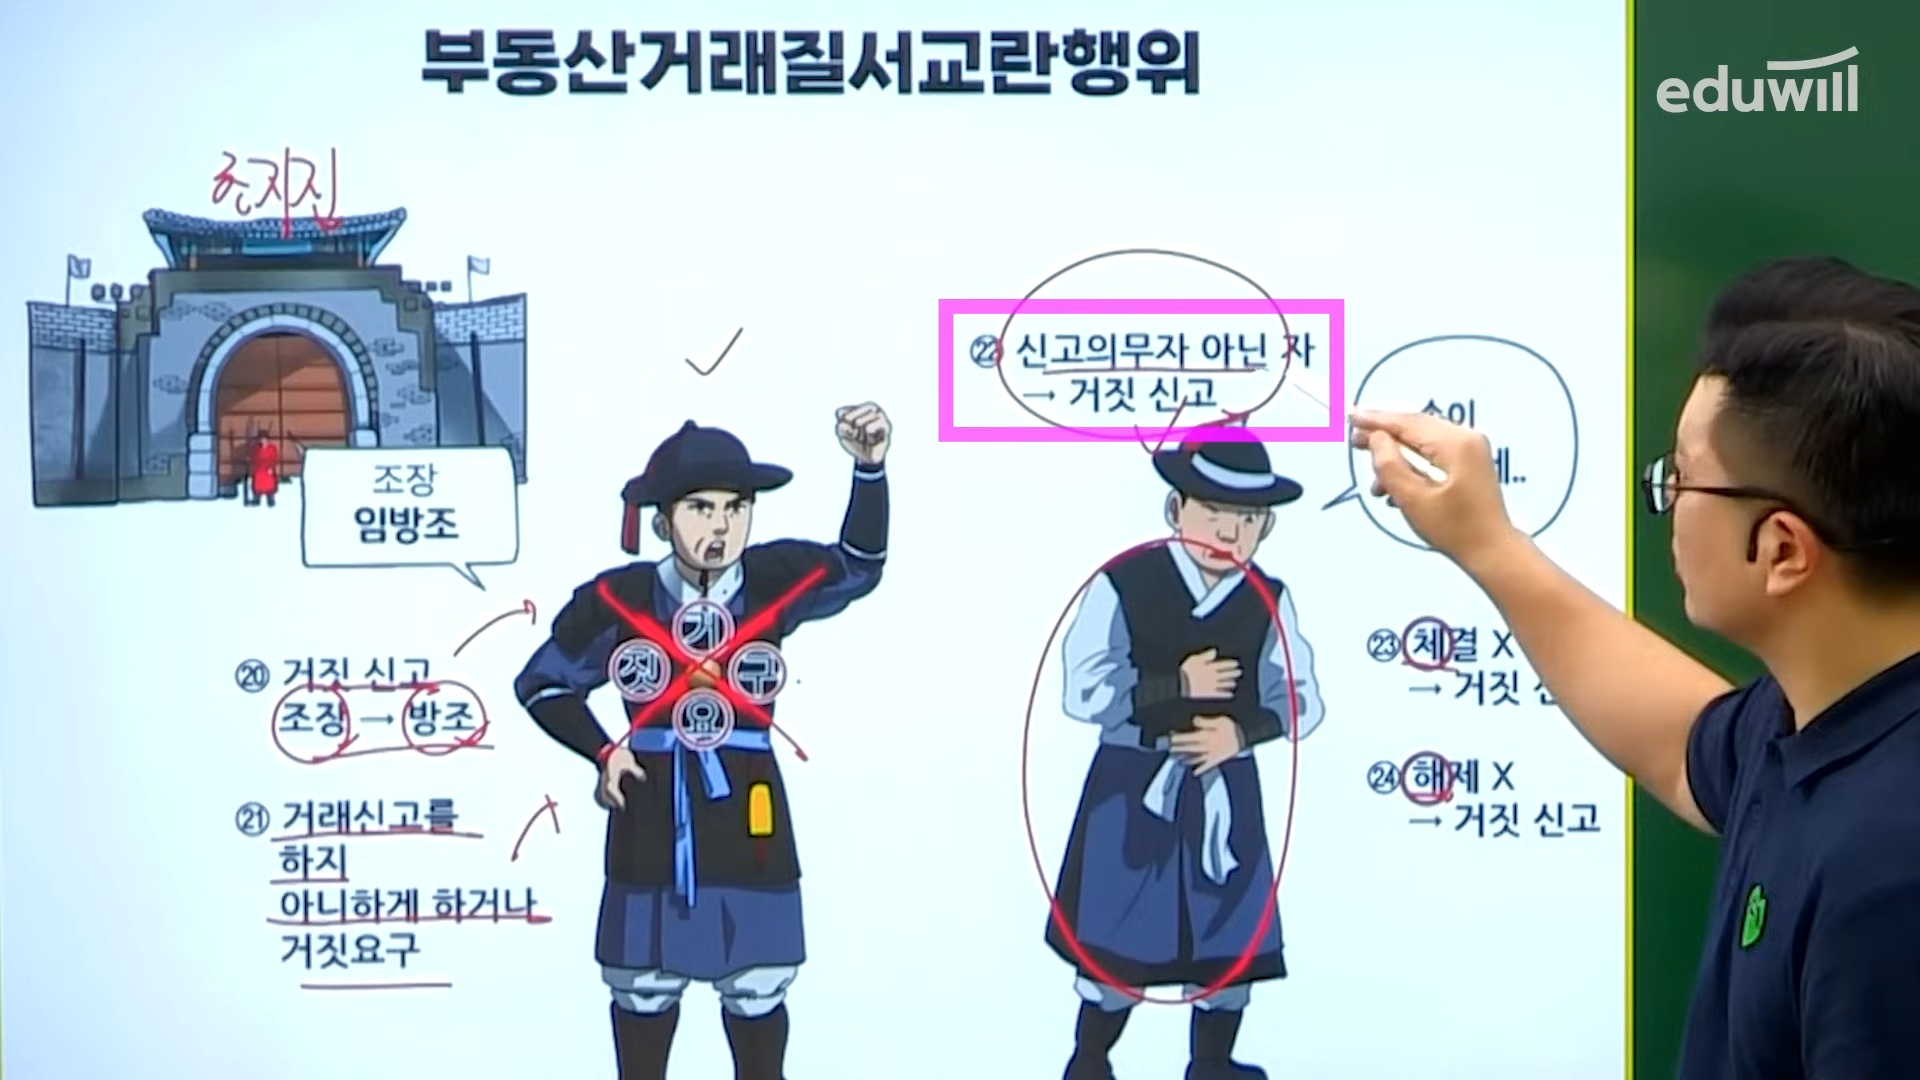 부동산거래질서교란행위
eduwill
조장
임방조
㉒ 신고의무자 아닌 자
→ 거짓 신고
⑳ 거짓 신고
조장 → 방조
㉑ 거래신고를
하지
아니하게 하거나
거짓요구
거
짓
구
요
㉓ 체결 X
→ 거짓
㉔ 해제 X
→ 거짓 신고